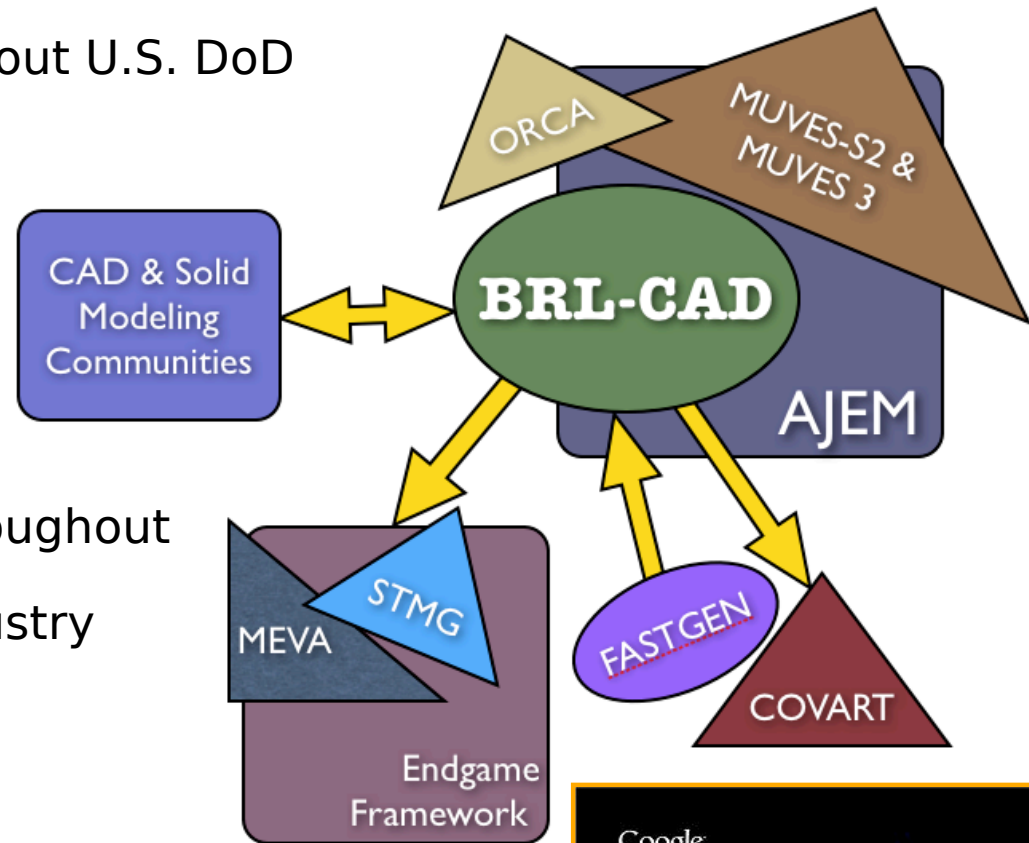 out U.S. DoD
ORCA
MUVES-S2 &
MUVES 3
CAD & Solid
Modeling
Communities
BRL-CAD
AJEM
oughout
ustry
MEVA
STMG
FASTGEN
COVART
Endgame
Framework
Google